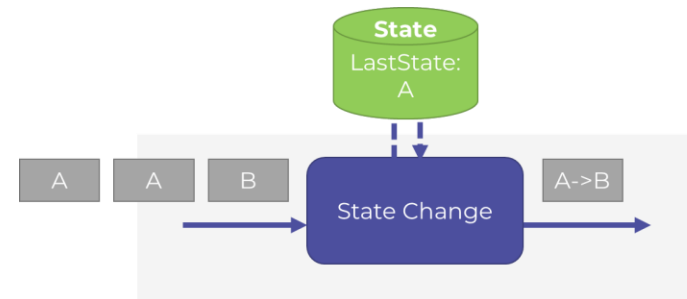 State
LastState:
A
A
A
B
State Change
A->B